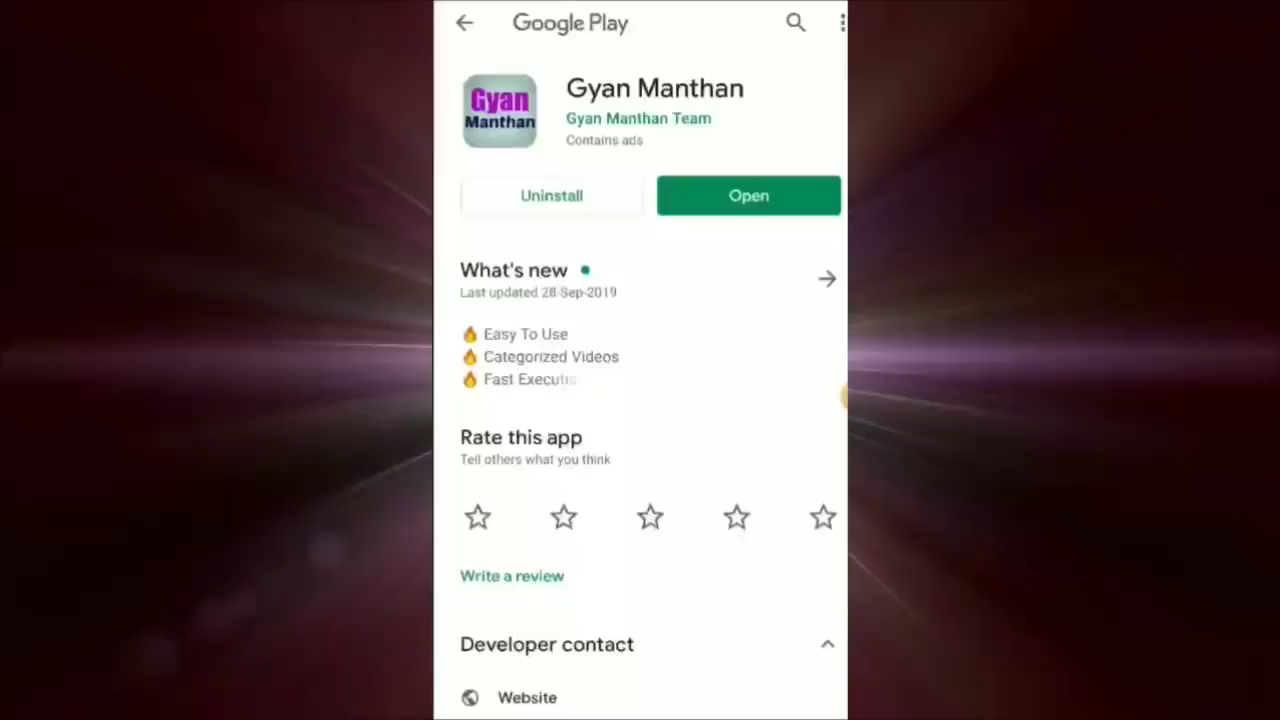 Google Play
Gyan
Manthan
Gyan Manthan
Gyan Manthan Team
Contains ads
Uninstall
Open
What's new
Last updated 28-Sep-2019
🔥 Easy To Use
🔥 Categorized Videos
🔥 Fast Executio
Rate this app
Tell others what you think
Write a review
Developer contact
Website